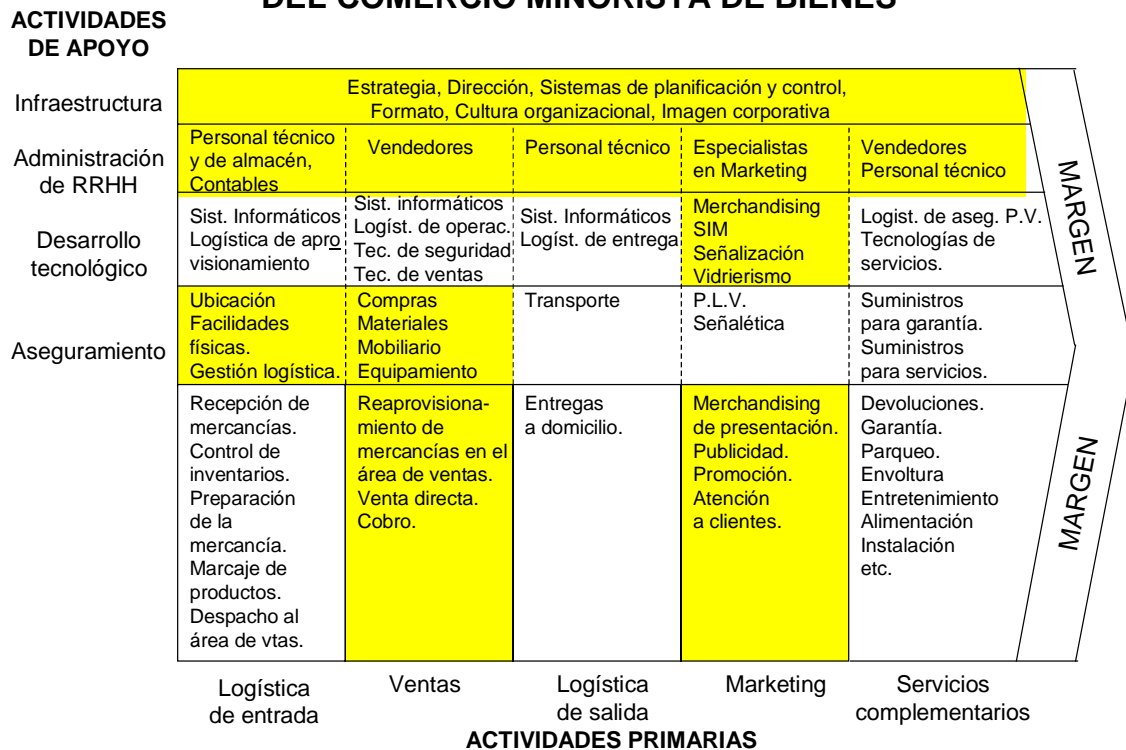 DEL COMERCIO MINORISTA DE BIENES
ACTIVIDADES
DE APOYO
Infraestructura
Estrategia, Dirección, Sistemas de planificación y control,
Formato, Cultura organizacional, Imagen corporativa
Administración
de RRHH
Personal técnico
y de almacén,
Contables
Vendedores
Personal técnico
Especialistas
en Marketing
Vendedores
Personal técnico
Desarrollo
tecnológico
Sist. Informáticos
Logística de apro
visionamiento
Sist. informáticos
Logíst. de operac.
Tec. de seguridad
Tec. de ventas
Sist. Informáticos
Logíst. de entrega
Merchandising
SIM
Señalización
Vidrierismo
Logist. de aseg. P.V.
Tecnologías de
servicios.
Aseguramiento
Ubicación
Facilidades
físicas.
Gestión logística.
Compras
Materiales
Mobiliario
Equipamiento
Transporte
P.L.V.
Señalética
Suministros
para garantía.
Suministros
para servicios.
MARGEN
Recepción de
mercancías.
Control de
inventarios.
Preparación
de la
mercancía.
Marcaje de
productos.
Despacho al
área de vtas.
Reaprovisiona-
miento de
mercancías en el
área de ventas.
Venta directa.
Cobro.
Entregas
a domicilio.
Merchandising
de presentación.
Publicidad.
Promoción.
Atención
a clientes.
Devoluciones.
Garantía.
Parqueo.
Envoltura
Entretenimiento
Alimentación
Instalación
etc.
MARGEN
Logística
de entrada
Ventas
Logística
de salida
Marketing
Servicios
complementarios
ACTIVIDADES PRIMARIAS